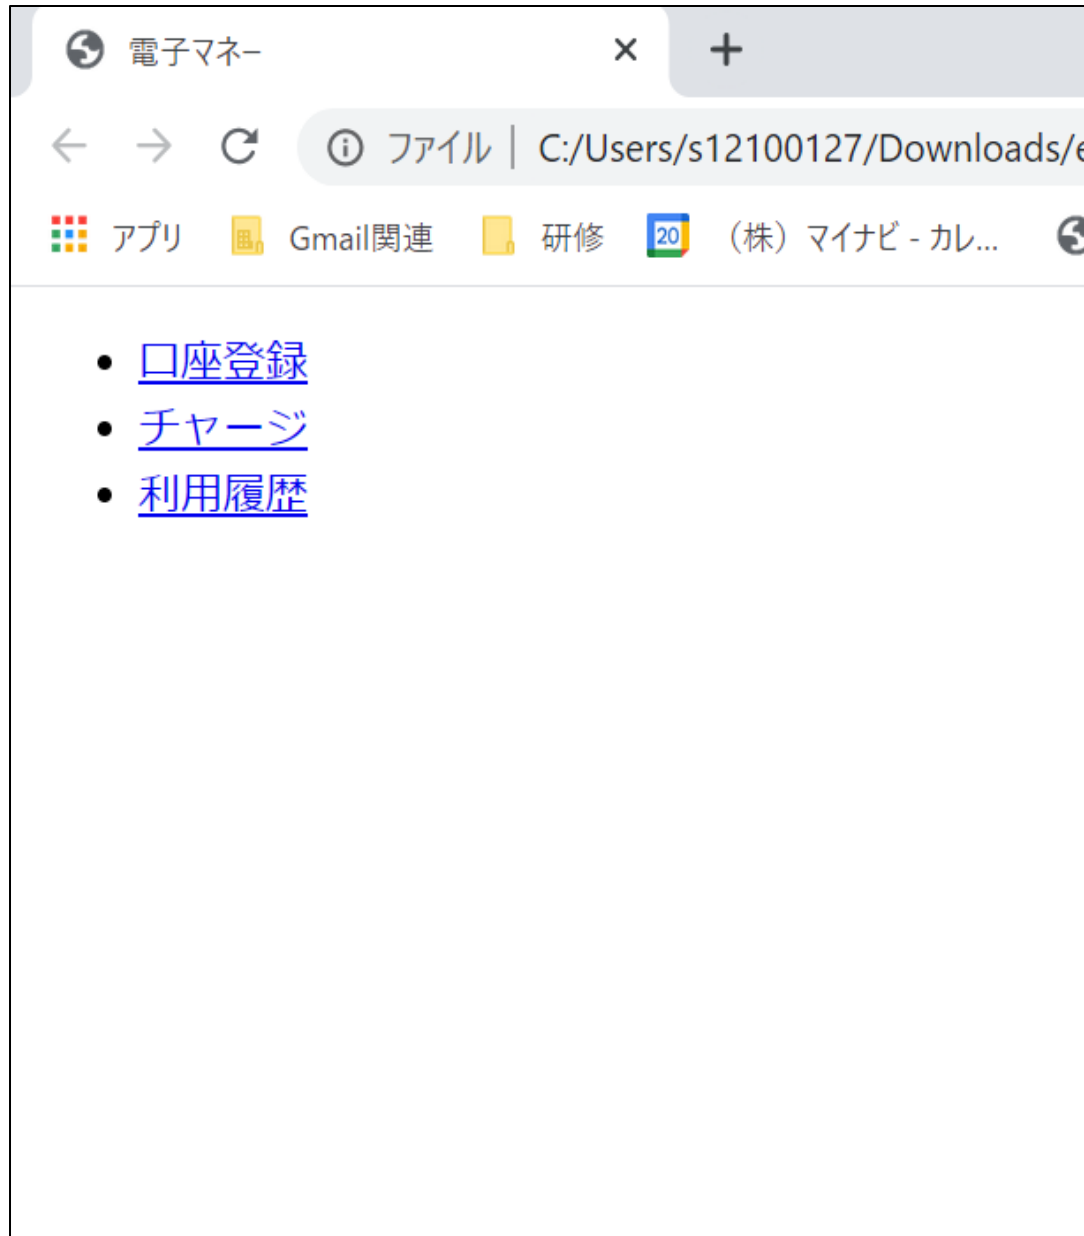 電子マネー
ファイル | C:/Users/s12100127/Downloads/e
アプリ Gmail関連 研修 20 （株）マイナビ - カレ...
口座登録
チャージ
利用履歴